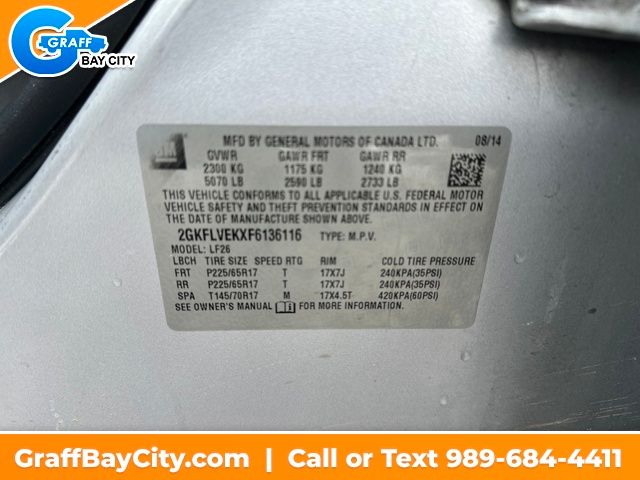 GRAFF
BAY CITY
GM
MFD BY GENERAL MOTORS OF CANADA LTD. 08/14
GVWR GAWR FRT GAWR RR
2300 KG 1175 KG 1240 KG
5070 LB 2590 LB 2733 LB
THIS VEHICLE CONFORMS TO ALL APPLICABLE U.S. FEDERAL MOTOR
VEHICLE SAFETY AND THEFT PREVENTION STANDARDS IN EFFECT ON
THE DATE OF MANUFACTURE SHOWN ABOVE.
2GKFLVEKXF6136116 TYPE: M.P.V.
MODEL: LF26
LBCH TIRE SIZE SPEED RTG RIM COLD TIRE PRESSURE
FRT P225/65R17 T 17X7J 240KPA(35PSI)
RR P225/65R17 T 17X7J 240KPA(35PSI)
SPA T145/70R17 M 17X4.5T 420KPA(60PSI)
SEE OWNER'S MANUAL FOR MORE INFORMATION.
GraffBayCity.com | Call or Text 989-684-4411